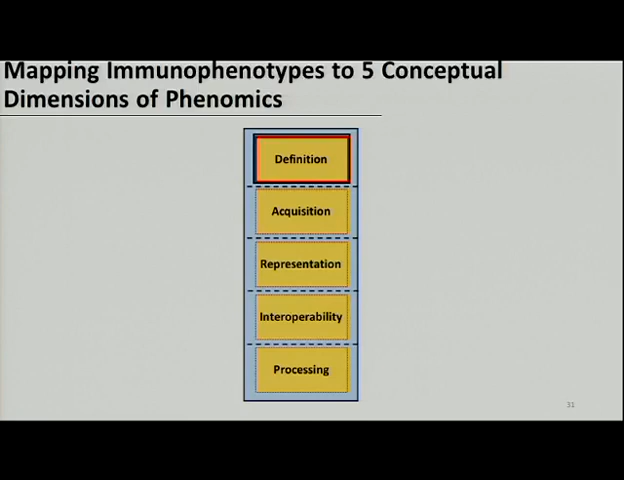 Mapping Immunophenotypes to 5 Conceptual
Dimensions of Phenomics
Definition
Acquisition
Representation
Interoperability
Processing
31